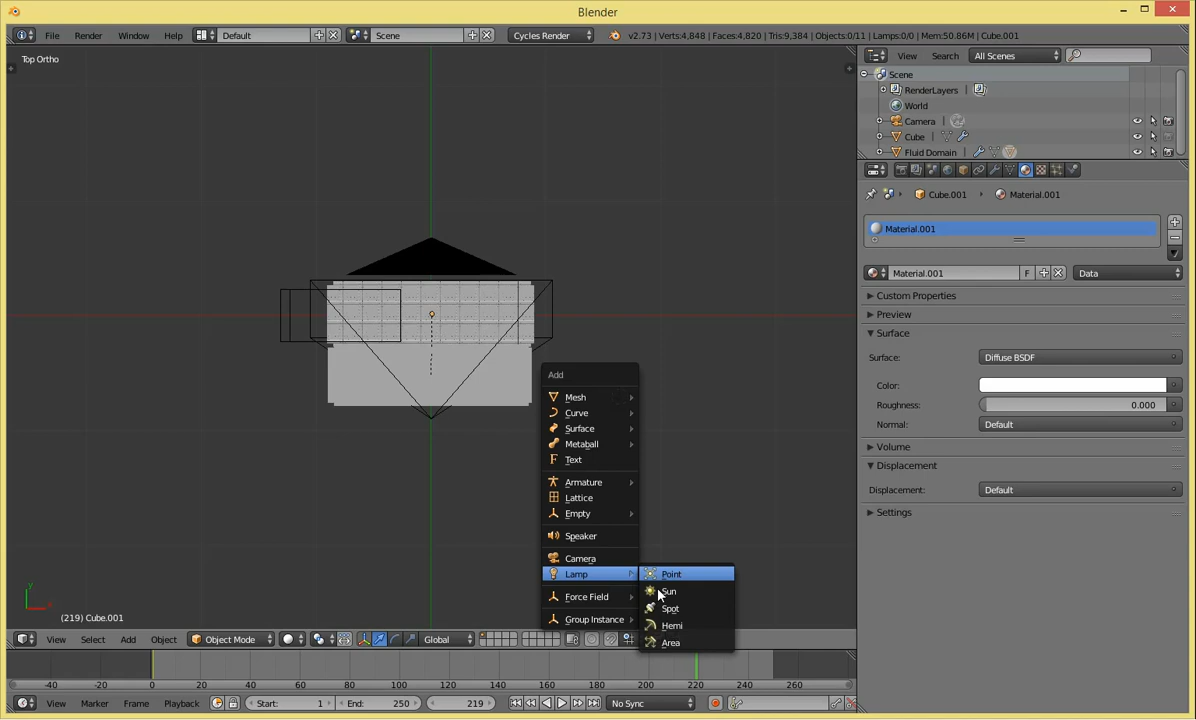 Blender
File Render Window Help Default Scene Cycles Render v2.73 | Verts:4,848 | Faces:4,820 | Tris:9,384 | Objects:0/11 | Lamps:0/0 | Mem:50.86M | Cube.001
Top Ortho
View Search All Scenes
Scene
RenderLayers
World
Camera
Cube
Fluid Domain
Cube.001 Material.001
Material.001
Material.001 F Data
Custom Properties
Preview
Surface
Surface: Diffuse BSDF
Color:
Roughness: 0.000
Normal: Default
Volume
Displacement
Displacement: Default
Settings
Add
Mesh
Curve
Surface
Metaball
Text
Armature
Lattice
Empty
Speaker
Camera
Lamp
Force Field
Group Instance
Point
Sun
Spot
Hemi
Area
y
(219) Cube.001
View Select Add Object Object Mode Global
-40 -20 0 20 40 60 80 100 120 140 160 180 200 220 240 260
View Marker Frame Playback Start: 1 End: 250 219 No Sync